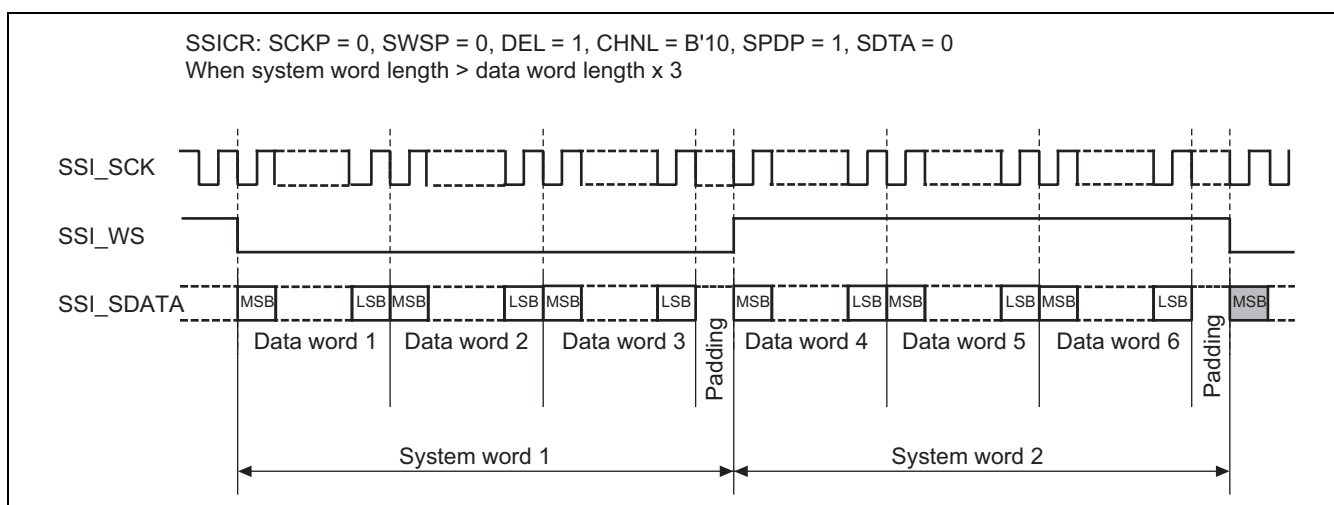 SSICR: SCKP = 0, SWSP = 0, DEL = 1, CHNL = B'10, SPDP = 1, SDTA = 0
When system word length > data word length x 3
SSI_SCK
SSI_WS
SSI_SDATA
MSB LSB MSB LSB MSB LSB MSB LSB MSB LSB MSB LSB MSB
Data word 1 Data word 2 Data word 3 Padding Data word 4 Data word 5 Data word 6 Padding
System word 1 System word 2